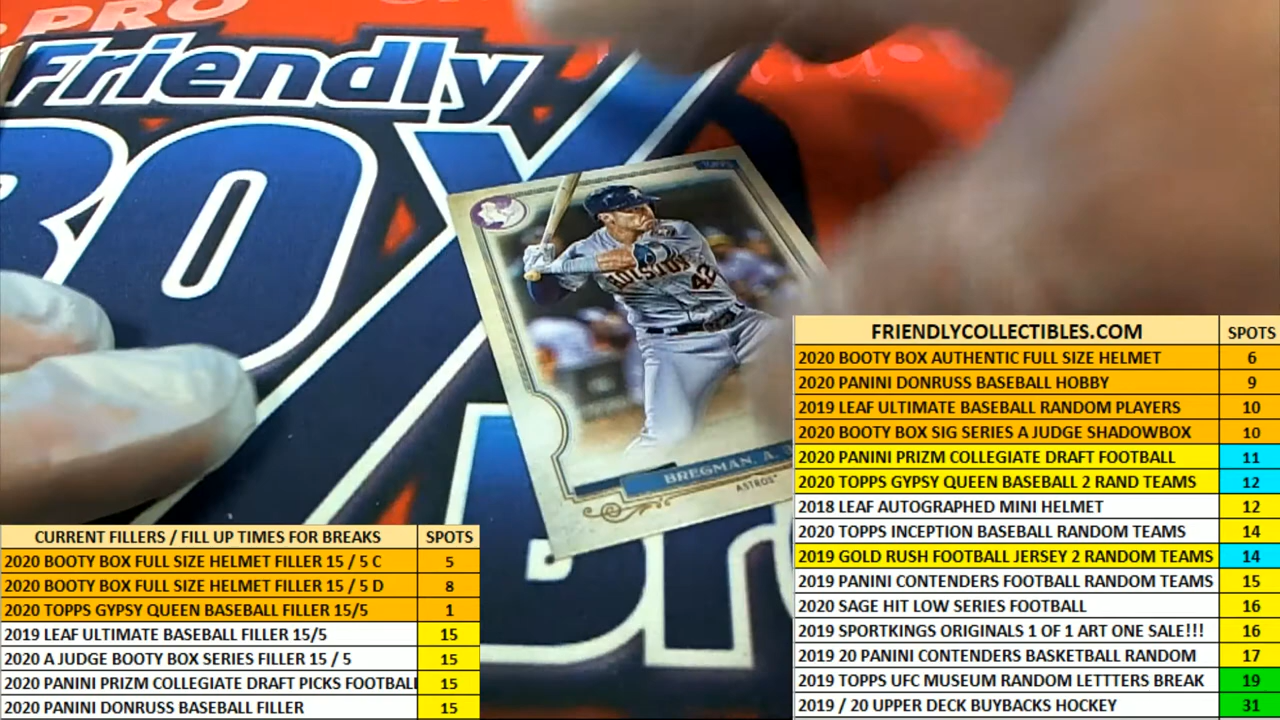 PRO
Friendly
BOX
TOPPS
HOUSTON
42
BREGMAN, A.
ASTROS
FRIENDLYCOLLECTIBLES.COM SPOTS
2020 BOOTY BOX AUTHENTIC FULL SIZE HELMET 6
2020 PANINI DONRUSS BASEBALL HOBBY 9
2019 LEAF ULTIMATE BASEBALL RANDOM PLAYERS 10
2020 BOOTY BOX SIG SERIES A JUDGE SHADOWBOX 10
2020 PANINI PRIZM COLLEGIATE DRAFT FOOTBALL 11
2020 TOPPS GYPSY QUEEN BASEBALL 2 RAND TEAMS 12
2018 LEAF AUTOGRAPHED MINI HELMET 12
2020 TOPPS INCEPTION BASEBALL RANDOM TEAMS 14
2019 GOLD RUSH FOOTBALL JERSEY 2 RANDOM TEAMS 14
2019 PANINI CONTENDERS FOOTBALL RANDOM TEAMS 15
2020 SAGE HIT LOW SERIES FOOTBALL 16
2019 SPORTKINGS ORIGINALS 1 OF 1 ART ONE SALE!!! 16
2019 20 PANINI CONTENDERS BASKETBALL RANDOM 17
2019 TOPPS UFC MUSEUM RANDOM LETTTERS BREAK 19
2019 / 20 UPPER DECK BUYBACKS HOCKEY 31
CURRENT FILLERS / FILL UP TIMES FOR BREAKS SPOTS
2020 BOOTY BOX FULL SIZE HELMET FILLER 15 / 5 C 5
2020 BOOTY BOX FULL SIZE HELMET FILLER 15 / 5 D 8
2020 TOPPS GYPSY QUEEN BASEBALL FILLER 15/5 1
2019 LEAF ULTIMATE BASEBALL FILLER 15/5 15
2020 A JUDGE BOOTY BOX SERIES FILLER 15 / 5 15
2020 PANINI PRIZM COLLEGIATE DRAFT PICKS FOOTBALL 15
2020 PANINI DONRUSS BASEBALL FILLER 15